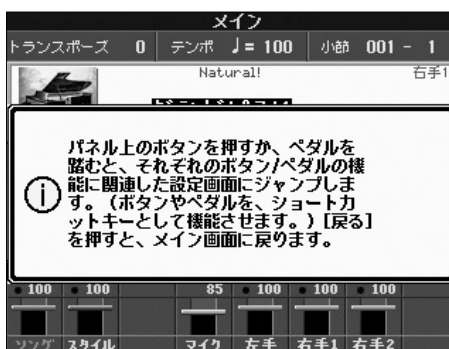 メイン
トランスポーズ 0 テンポ ♩= 100 小節 001 - 1
Natural! 右手1
パネル上のボタンを押すか、ペダルを
踏むと、それぞれのボタン/ペダルの機
能に関連した設定画面にジャンプしま
す。(ボタンやペダルを、ショートカ
ットキーとして機能させます。)[戻る]
を押すと、メイン画面に戻ります。
100 100 85 100 100 100
ソング スタイル マイク 左手 右手1 右手2